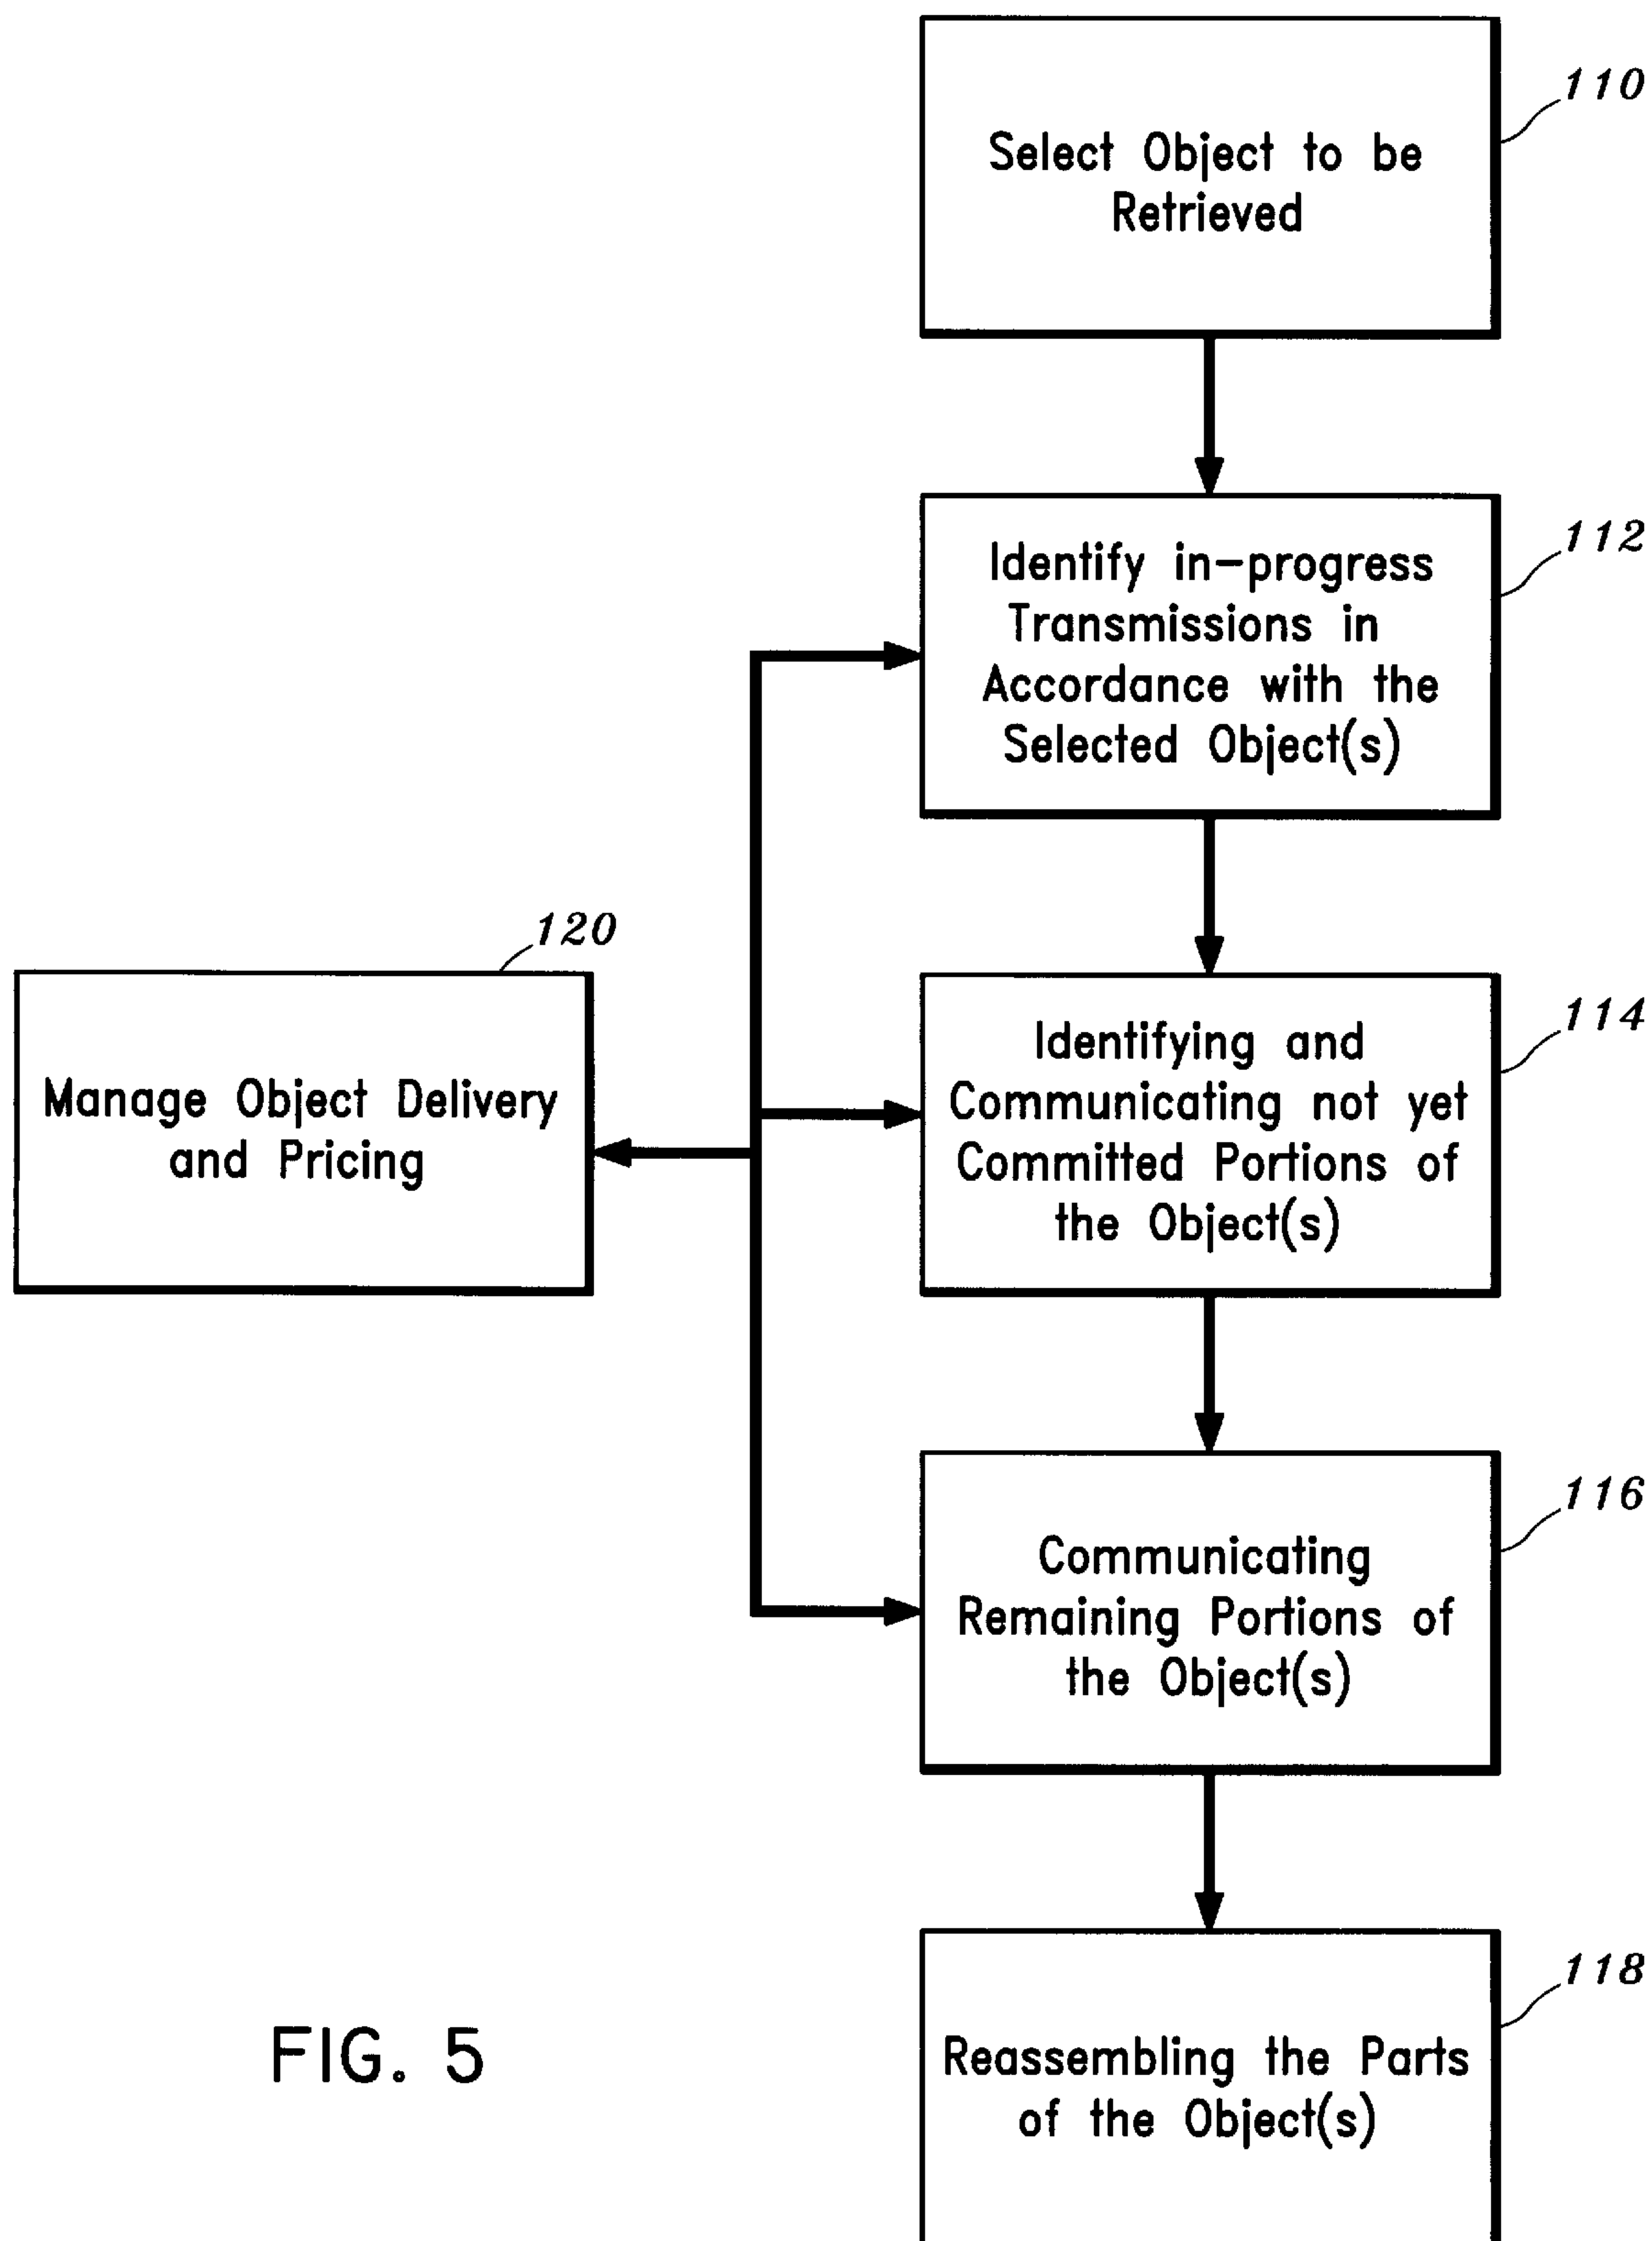 110
Select Object to be
Retrieved
112
Identify in-progress
Transmissions in
Accordance with the
Selected Object(s)
120
Manage Object Delivery
and Pricing
114
Identifying and
Communicating not yet
Committed Portions of
the Object(s)
116
Communicating
Remaining Portions of
the Object(s)
118
Reassembling the Parts
of the Object(s)
FIG. 5